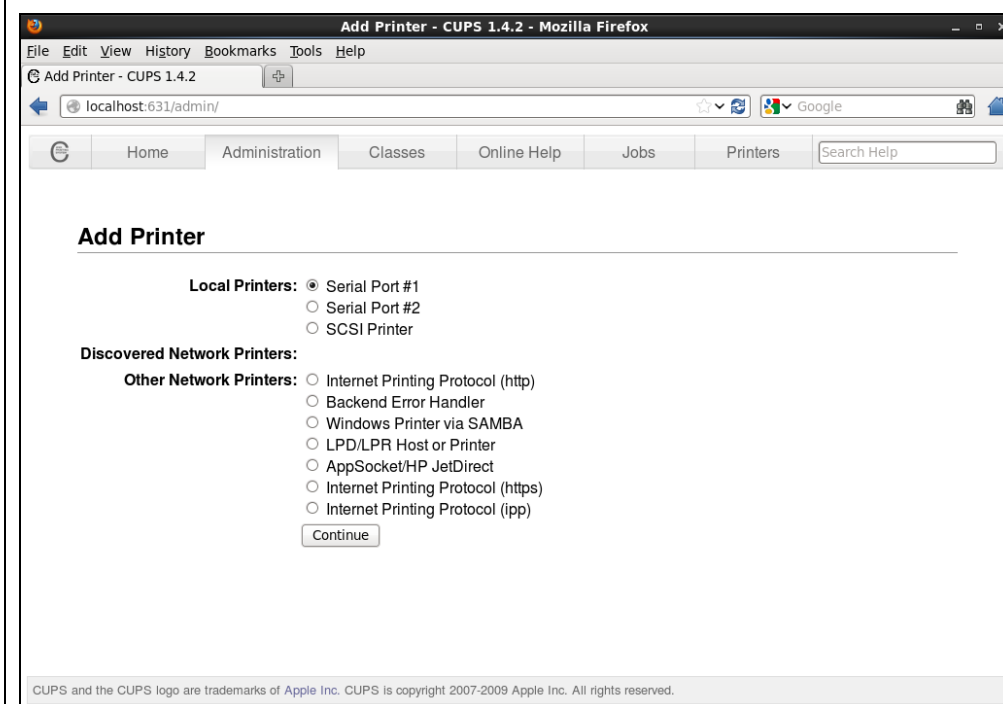 Add Printer - CUPS 1.4.2 - Mozilla Firefox
File Edit View History Bookmarks Tools Help
Add Printer - CUPS 1.4.2
localhost:631/admin/
Google
Home Administration Classes Online Help Jobs Printers Search Help
Add Printer
Local Printers: Serial Port #1
Serial Port #2
SCSI Printer
Discovered Network Printers:
Other Network Printers: Internet Printing Protocol (http)
Backend Error Handler
Windows Printer via SAMBA
LPD/LPR Host or Printer
AppSocket/HP JetDirect
Internet Printing Protocol (https)
Internet Printing Protocol (ipp)
Continue
CUPS and the CUPS logo are trademarks of Apple Inc. CUPS is copyright 2007-2009 Apple Inc. All rights reserved.